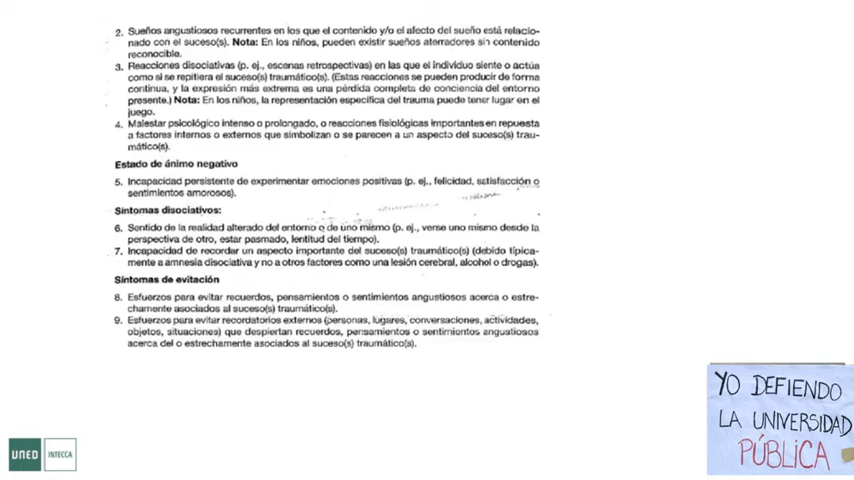 2. Sueños angustiosos recurrentes en los que el contenido y/o el afecto del sueño está relacio-
nado con el suceso(s). Nota: En los niños, pueden existir sueños aterradores sin contenido
reconocible.
3. Reacciones disociativas (p. ej., escenas retrospectivas) en las que el individuo siente o actúa
como si se repitiera el suceso(s) traumático(s). (Estas reacciones se pueden producir de forma
continua, y la expresión más extrema es una pérdida completa de conciencia del entorno
presente.) Nota: En los niños, la representación específica del trauma puede tener lugar en el
juego.
4. Malestar psicológico intenso o prolongado, o reacciones fisiológicas importantes en repuesta
a factores internos o externos que simbolizan o se parecen a un aspecto del suceso(s) trau-
mático(s).
Estado de ánimo negativo
5. Incapacidad persistente de experimentar emociones positivas (p. ej., felicidad, satisfacción o
sentimientos amorosos).
Síntomas disociativos:
6. Sentido de la realidad alterado del entorno o de uno mismo (p. ej., verse uno mismo desde la
perspectiva de otro, estar pasmado, lentitud del tiempo).
7. Incapacidad de recordar un aspecto importante del suceso(s) traumático(s) (debido típica-
mente a amnesia disociativa y no a otros factores como una lesión cerebral, alcohol o drogas).
Síntomas de evitación
8. Esfuerzos para evitar recuerdos, pensamientos o sentimientos angustiosos acerca o estre-
chamente asociados al suceso(s) traumático(s).
9. Esfuerzos para evitar recordatorios externos (personas, lugares, conversaciones, actividades,
objetos, situaciones) que despiertan recuerdos, pensamientos o sentimientos angustiosos
acerca del o estrechamente asociados al suceso(s) traumático(s).
YO DEFIENDO
LA UNIVERSIDAD
PÚBLICA
UNED INTECCA